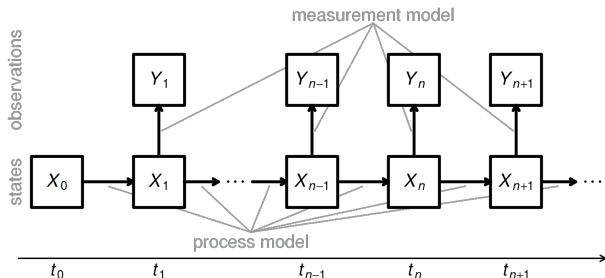 measurement model
observations
Y₁ Yₙ₋₁ Yₙ Yₙ₊₁
states
X₀ X₁ ··· Xₙ₋₁ Xₙ Xₙ₊₁ ···
process model
t₀ t₁ tₙ₋₁ tₙ tₙ₊₁